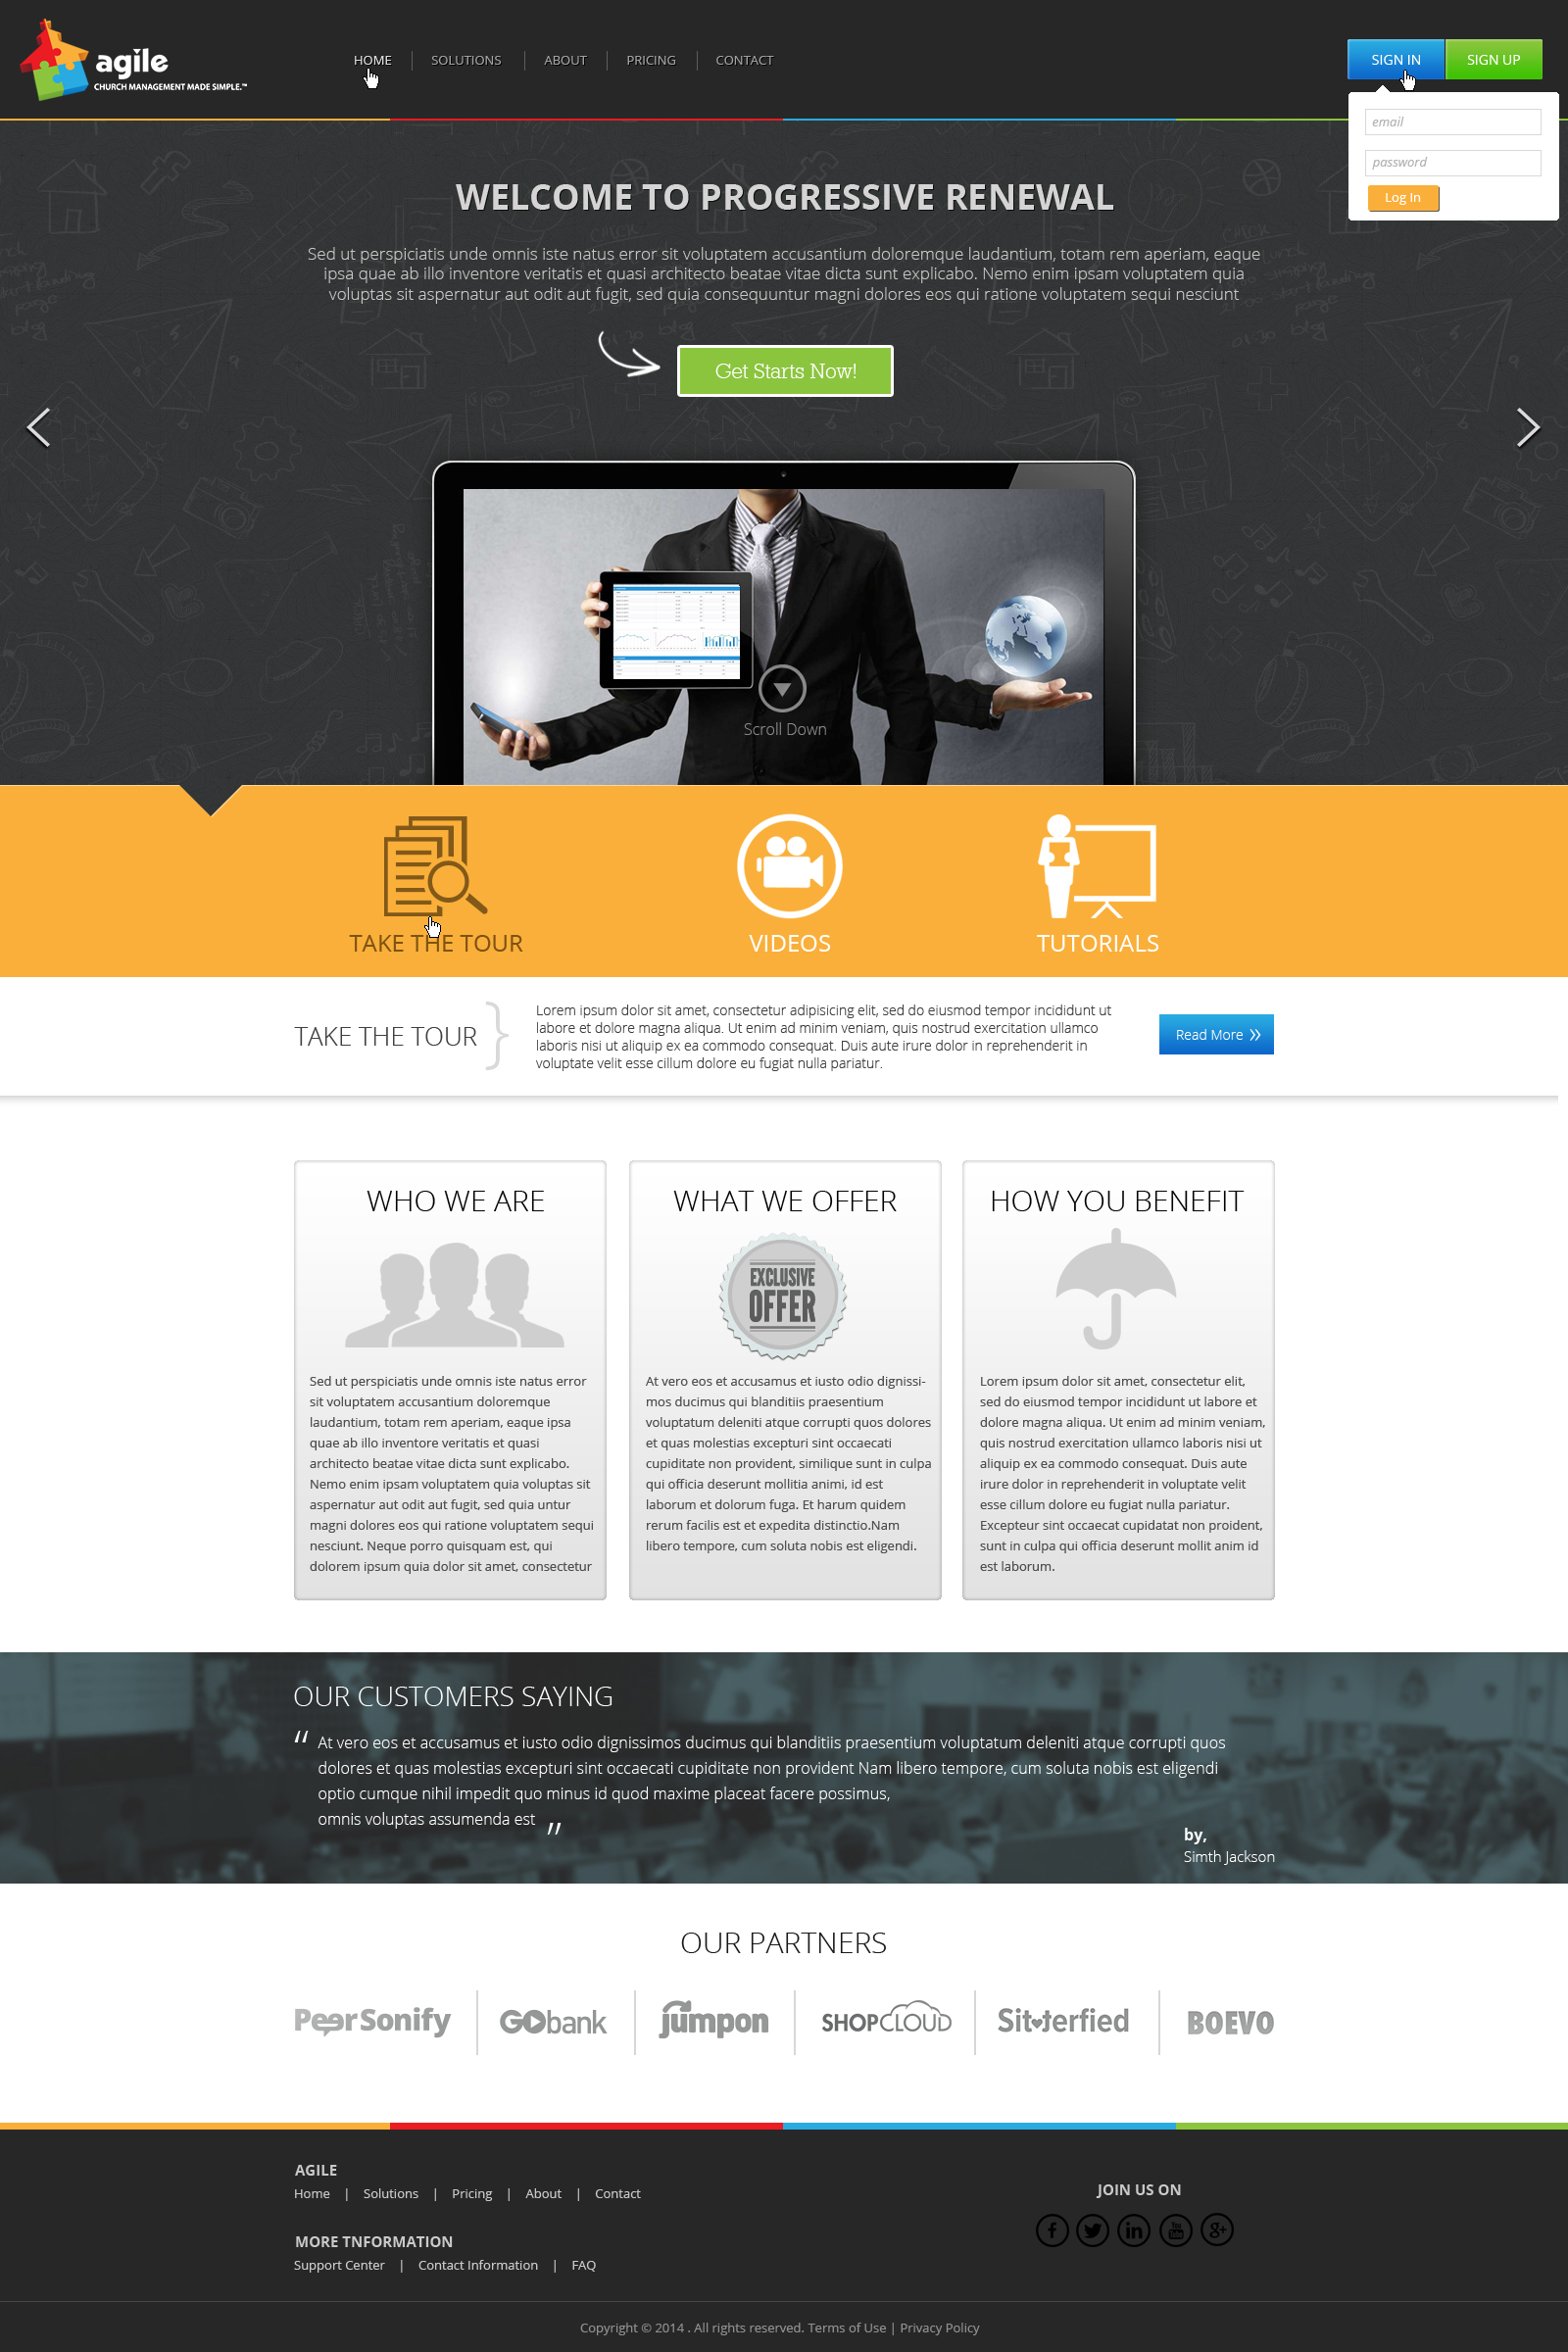 agile
CHURCH MANAGEMENT MADE SIMPLE.™
HOME
SOLUTIONS
ABOUT
PRICING
CONTACT
SIGN IN
SIGN UP
email
password
Log In
WELCOME TO PROGRESSIVE RENEWAL
Sed ut perspiciatis unde omnis iste natus error sit voluptatem accusantium doloremque laudantium, totam rem aperiam, eaque
ipsa quae ab illo inventore veritatis et quasi architecto beatae vitae dicta sunt explicabo. Nemo enim ipsam voluptatem quia
voluptas sit aspernatur aut odit aut fugit, sed quia consequuntur magni dolores eos qui ratione voluptatem sequi nesciunt
Get Starts Now!
Scroll Down
TAKE THE TOUR
VIDEOS
TUTORIALS
TAKE THE TOUR
Lorem ipsum dolor sit amet, consectetur adipisicing elit, sed do eiusmod tempor incididunt ut
labore et dolore magna aliqua. Ut enim ad minim veniam, quis nostrud exercitation ullamco
laboris nisi ut aliquip ex ea commodo consequat. Duis aute irure dolor in reprehenderit in
voluptate velit esse cillum dolore eu fugiat nulla pariatur.
Read More
WHO WE ARE
Sed ut perspiciatis unde omnis iste natus error
sit voluptatem accusantium doloremque
laudantium, totam rem aperiam, eaque ipsa
quae ab illo inventore veritatis et quasi
architecto beatae vitae dicta sunt explicabo.
Nemo enim ipsam voluptatem quia voluptas sit
aspernatur aut odit aut fugit, sed quia untur
magni dolores eos qui ratione voluptatem sequi
nesciunt. Neque porro quisquam est, qui
dolorem ipsum quia dolor sit amet, consectetur
WHAT WE OFFER
EXCLUSIVE
OFFER
At vero eos et accusamus et iusto odio dignissi-
mos ducimus qui blanditiis praesentium
voluptatum deleniti atque corrupti quos dolores
et quas molestias excepturi sint occaecati
cupiditate non provident, similique sunt in culpa
qui officia deserunt mollitia animi, id est
laborum et dolorum fuga. Et harum quidem
rerum facilis est et expedita distinctio.Nam
libero tempore, cum soluta nobis est eligendi.
HOW YOU BENEFIT
Lorem ipsum dolor sit amet, consectetur elit,
sed do eiusmod tempor incididunt ut labore et
dolore magna aliqua. Ut enim ad minim veniam,
quis nostrud exercitation ullamco laboris nisi ut
aliquip ex ea commodo consequat. Duis aute
irure dolor in reprehenderit in voluptate velit
esse cillum dolore eu fugiat nulla pariatur.
Excepteur sint occaecat cupidatat non proident,
sunt in culpa qui officia deserunt mollit anim id
est laborum.
OUR CUSTOMERS SAYING
“ At vero eos et accusamus et iusto odio dignissimos ducimus qui blanditiis praesentium voluptatum deleniti atque corrupti quos
dolores et quas molestias excepturi sint occaecati cupiditate non provident Nam libero tempore, cum soluta nobis est eligendi
optio cumque nihil impedit quo minus id quod maxime placeat facere possimus,
omnis voluptas assumenda est ”
by,
Simth Jackson
OUR PARTNERS
PeerSonify
GObank
jumpon
SHOPCLOUD
Sitterfied
BOEVO
AGILE
Home | Solutions | Pricing | About | Contact
MORE TNFORMATION
Support Center | Contact Information | FAQ
JOIN US ON
f
in
You Tube
g+
Copyright © 2014 . All rights reserved. Terms of Use | Privacy Policy